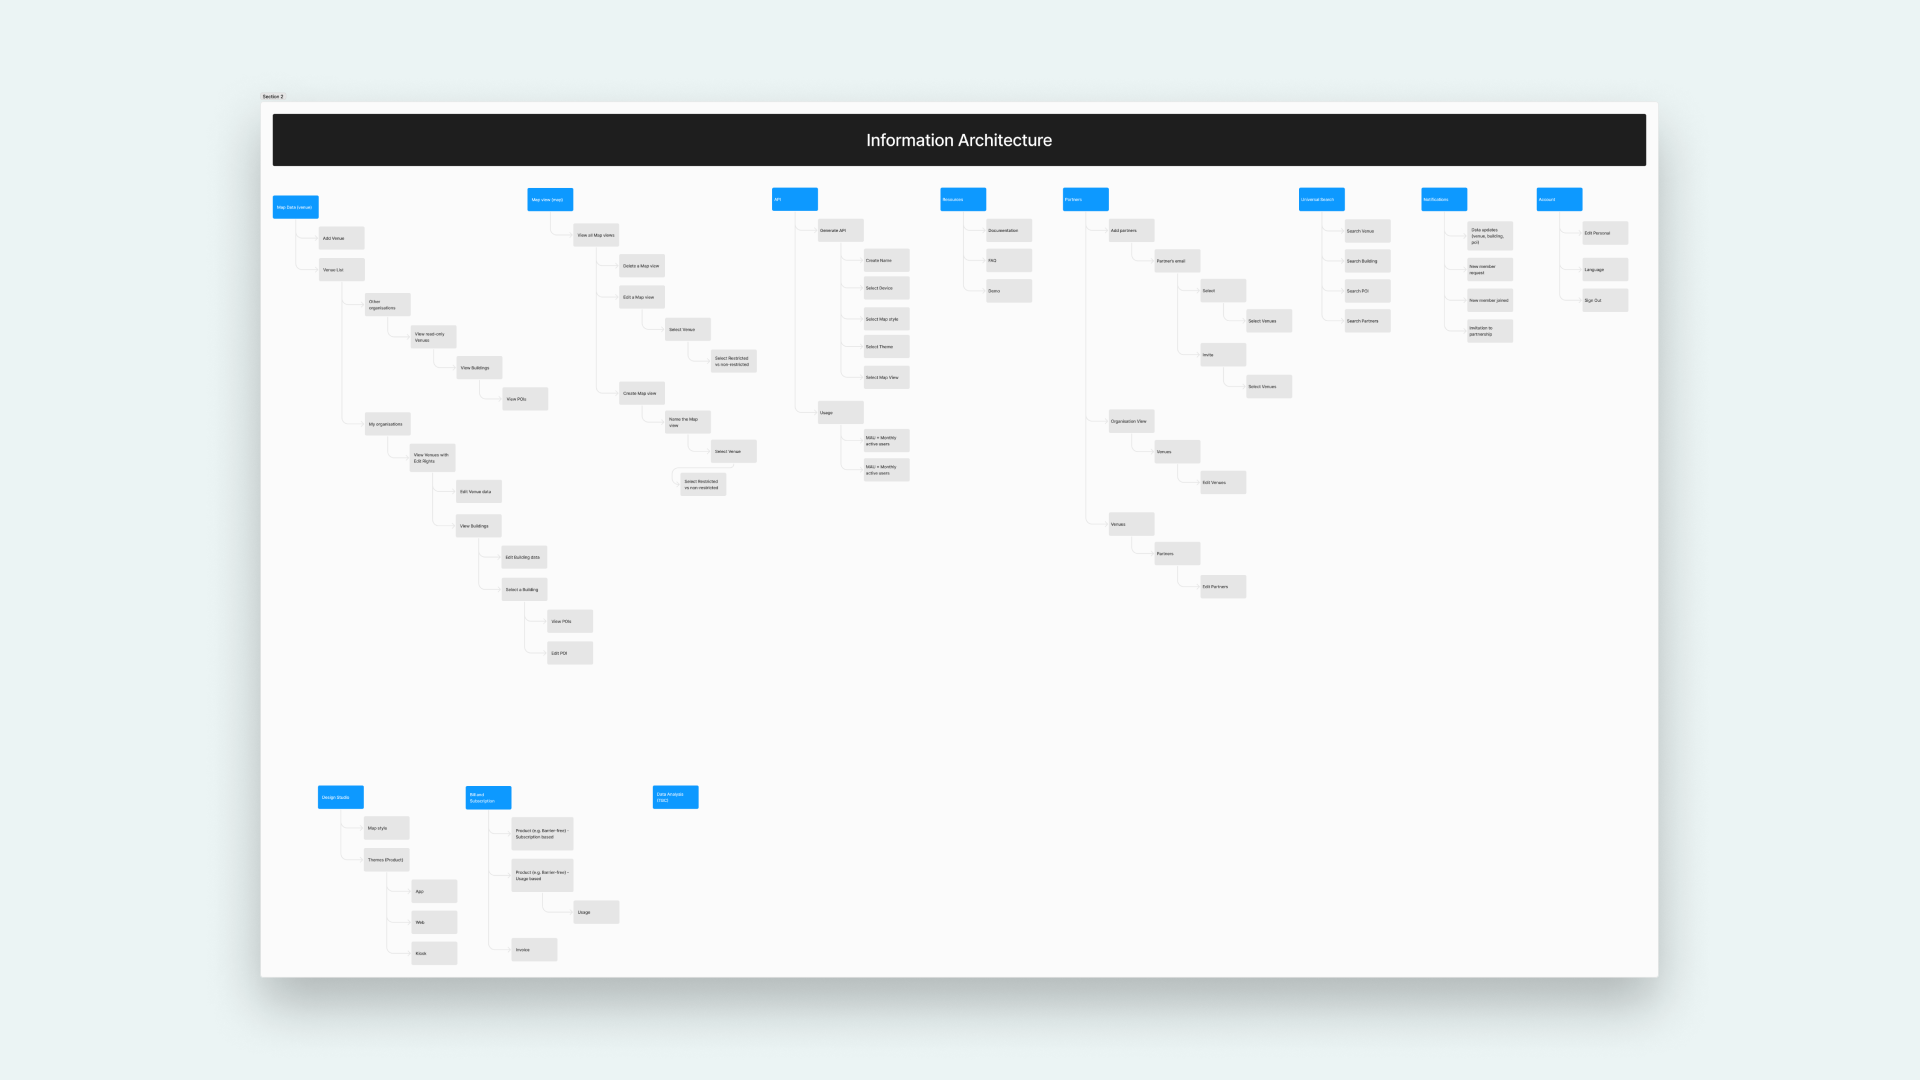 Section 2
Information Architecture
Map Data (venue)
Add Venue
Venue List
Other
organisations
View read-only
Venues
View Buildings
View POIs
My organisations
View Venues with
Edit Rights
Edit Venue data
View Buildings
Edit Building data
Select a Building
View POIs
Edit POI
Map view (map)
View all Map views
Delete a Map view
Edit a Map view
Select Venue
Select Restricted
vs non-restricted
Create Map view
Name the Map
view
Select Venue
Select Restricted
vs non-restricted
API
Generate API
Create Name
Select Device
Select Map style
Select Theme
Select Map View
Usage
MAU = Monthly
active users
MAU = Monthly
active users
Resources
Documentation
FAQ
Demo
Partners
Add partners
Partner's email
Select
Select Venues
Invite
Select Venues
Organisation View
Venues
Edit Venues
Venues
Partners
Edit Partners
Universal Search
Search Venue
Search Building
Search POI
Search Partners
Notifications
Data updates
(venue, building,
poi)
New member
request
New member joined
Invitation to
partnership
Account
Edit Personal
Language
Sign Out
Design Studio
Map style
Themes (Product)
App
Web
Kiosk
Bill and
Subscription
Product (e.g. Barrier-free) -
Subscription based
Product (e.g. Barrier-free) -
Usage based
Usage
Invoice
Data Analysis